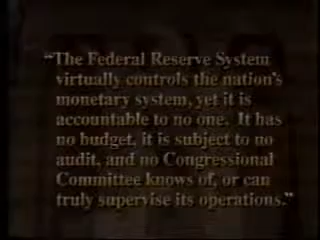 “The Federal Reserve System
virtually controls the nation's
monetary system, yet it is
accountable to no one. It has
no budget, it is subject to no
audit, and no Congressional
Committee knows of, or can
truly supervise its operations.”